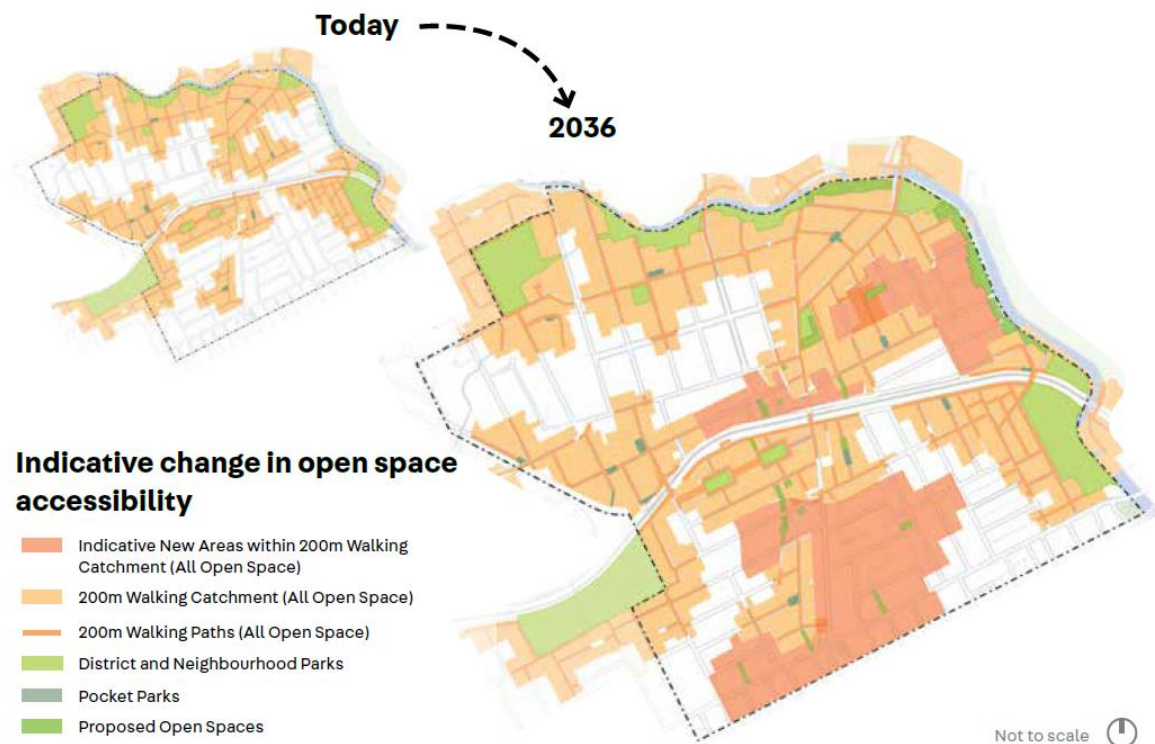 Today
2036
Indicative change in open space
accessibility
Indicative New Areas within 200m Walking
Catchment (All Open Space)
200m Walking Catchment (All Open Space)
200m Walking Paths (All Open Space)
District and Neighbourhood Parks
Pocket Parks
Proposed Open Spaces
Not to scale